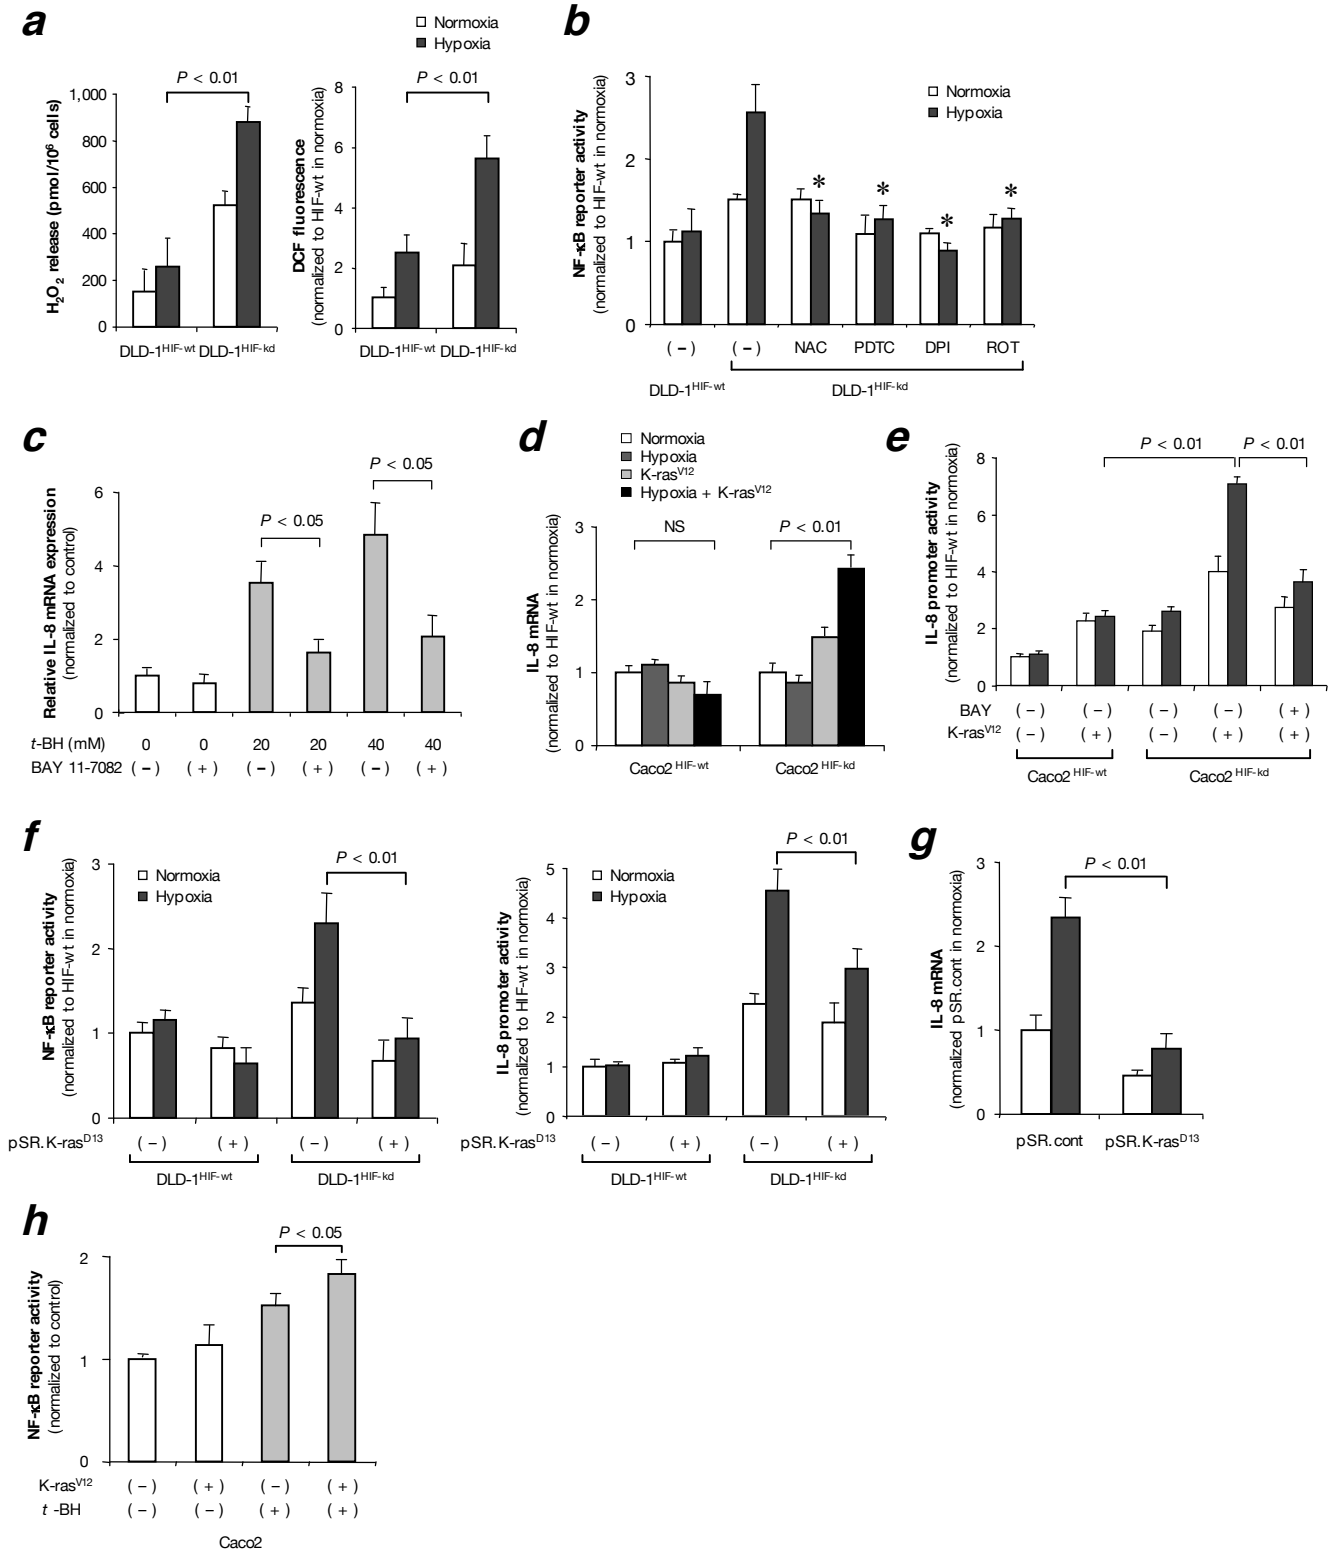 a
Normoxia
Hypoxia
P < 0.01
P < 0.01
H2O2 release (pmol/10⁶ cells)
1,000
800
600
400
200
0
DLD-1HIF-wt DLD-1HIF-kd
DCF fluorescence
(normalized to HIF-wt in normoxia)
8
6
4
2
0
DLD-1HIF-wt DLD-1HIF-kd
b
Normoxia
Hypoxia
NF-κB reporter activity
(normalized to HIF-wt in normoxia)
3
2
1
0
* * * *
(−) (−) NAC PDTC DPI ROT
DLD-1HIF-wt DLD-1HIF-kd
c
Relative IL-8 mRNA expression
(normalized to control)
P < 0.05
P < 0.05
6
4
2
0
t-BH (mM) 0 0 20 20 40 40
BAY 11-7082 (−) (+) (−) (+) (−) (+)
d
Normoxia
Hypoxia
K-rasV12
Hypoxia + K-rasV12
IL-8 mRNA
(normalized to HIF-wt in normoxia)
NS P < 0.01
3
2
1
0
Caco2 HIF-wt Caco2 HIF-kd
e
IL-8 promoter activity
(normalized to HIF-wt in normoxia)
P < 0.01 P < 0.01
8
6
4
2
0
BAY (−) (−) (−) (−) (+)
K-rasV12 (−) (+) (−) (+) (+)
Caco2 HIF-wt Caco2 HIF-kd
f
NF-κB reporter activity
(normalized to HIF-wt in normoxia)
Normoxia
Hypoxia
P < 0.01
3
2
1
0
pSR.K-rasD13 (−) (+) (−) (+)
DLD-1HIF-wt DLD-1HIF-kd
IL-8 promoter activity
(normalized to HIF-wt in normoxia)
Normoxia
Hypoxia
P < 0.01
5
4
3
2
1
0
pSR.K-rasD13 (−) (+) (−) (+)
DLD-1HIF-wt DLD-1HIF-kd
g
IL-8 mRNA
(normalized pSR.cont in normoxia)
P < 0.01
3
2
1
0
pSR.cont pSR.K-rasD13
h
NF-κB reporter activity
(normalized to control)
P < 0.05
2
1
0
K-rasV12 (−) (+) (−) (+)
t -BH (−) (−) (+) (+)
Caco2